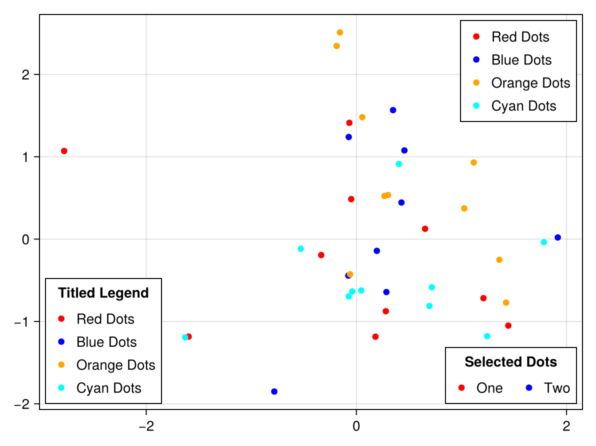 Red Dots
Blue Dots
Orange Dots
Cyan Dots
2
1
0
−1
−2
Titled Legend
Red Dots
Blue Dots
Orange Dots
Cyan Dots
Selected Dots
One Two
−2 0 2